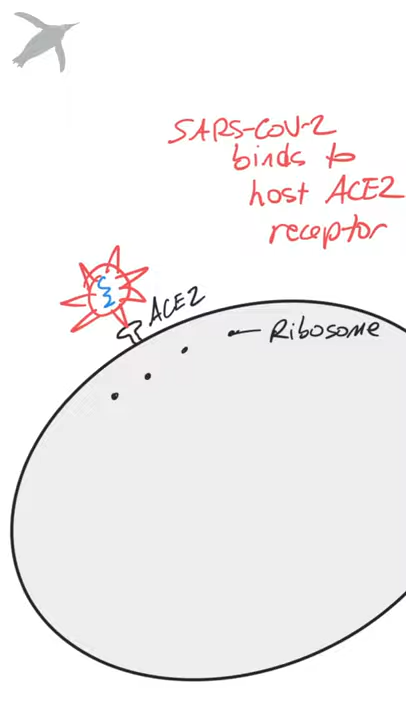 SARS-COV-2
binds to
host ACE2
receptor
ACE2
Ribosome